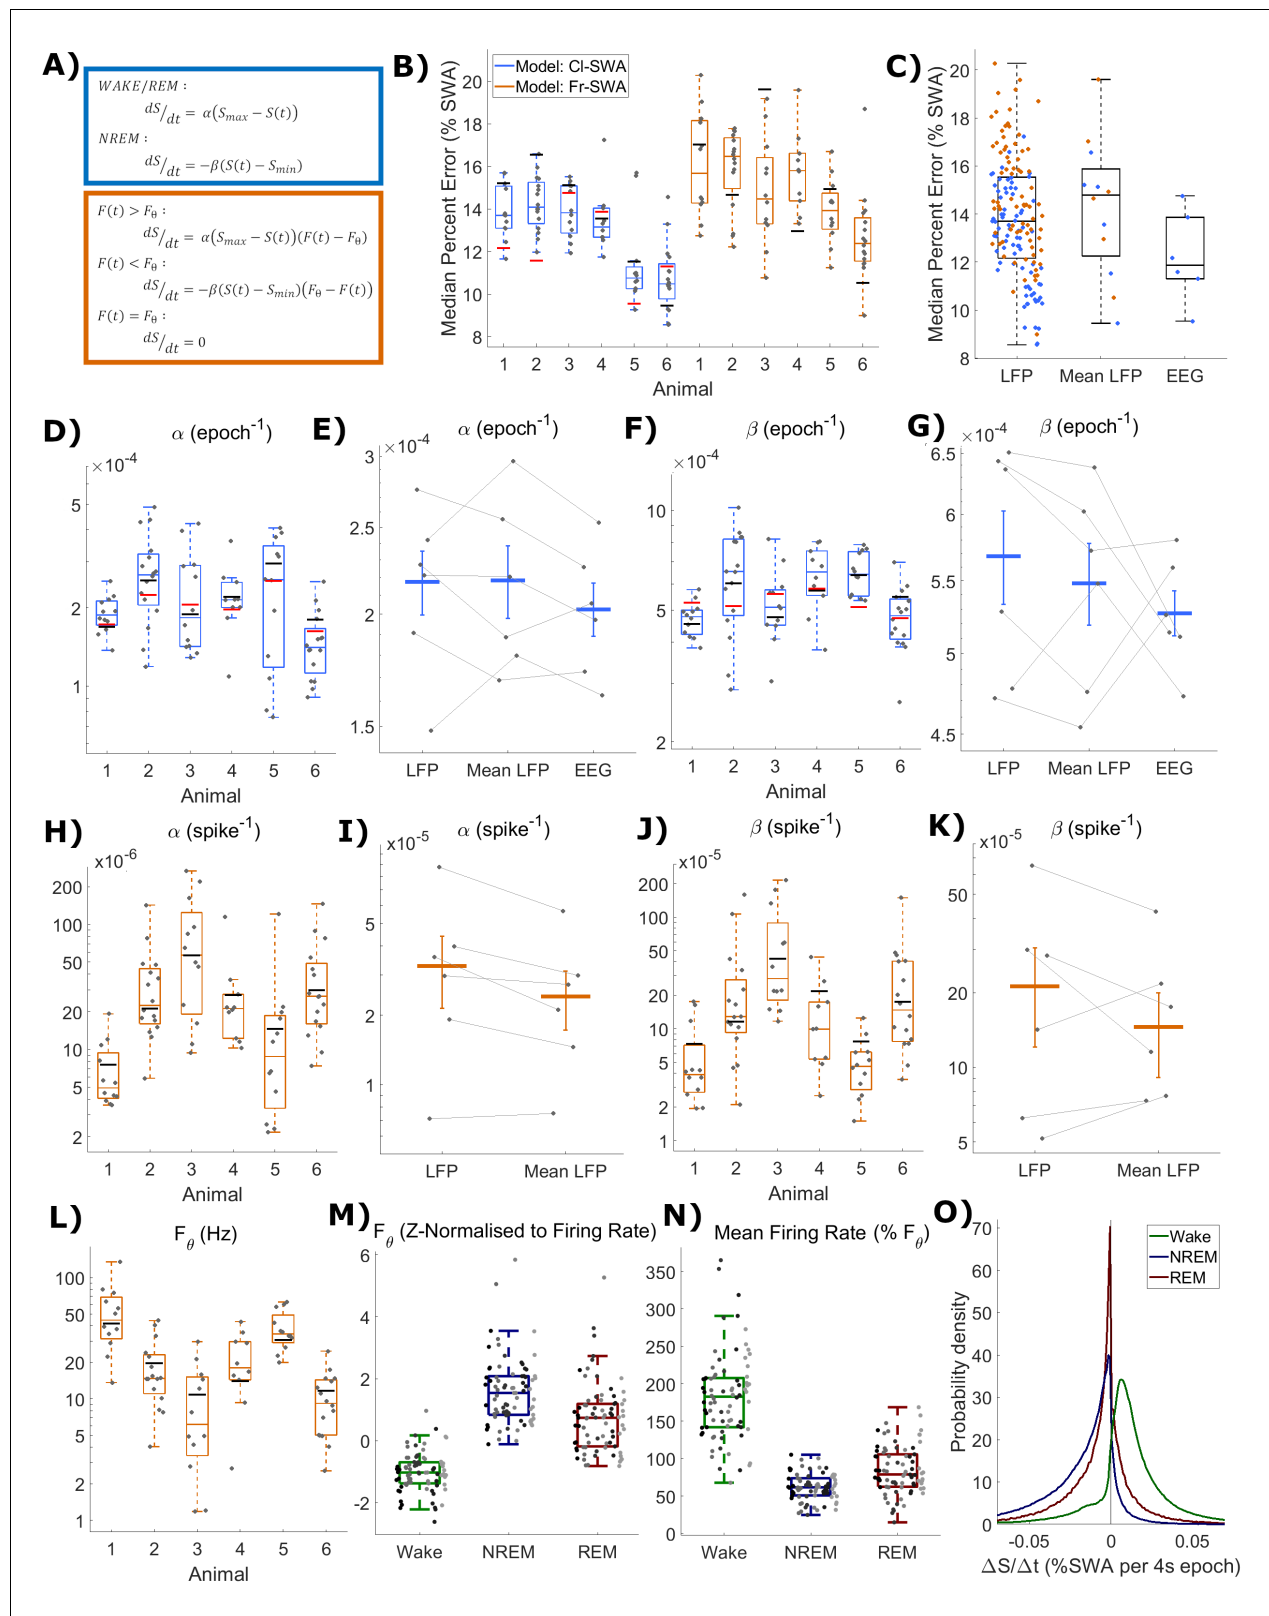 A)
WAKE/REM :
dS/dt = α(Smax − S(t))
NREM :
dS/dt = −β(S(t) − Smin)
F(t) > Fθ :
dS/dt = α(Smax − S(t))(F(t) − Fθ)
F(t) < Fθ :
dS/dt = −β(S(t) − Smin)(Fθ − F(t))
F(t) = Fθ :
dS/dt = 0
B)
Model: Cl-SWA
Model: Fr-SWA
Median Percent Error (% SWA)
20
18
16
14
12
10
8
1 2 3 4 5 6 1 2 3 4 5 6
Animal
C)
Median Percent Error (% SWA)
20
18
16
14
12
10
8
LFP Mean LFP EEG
D)
α (epoch-1)
×10-4
5
2
1
1 2 3 4 5 6
Animal
E)
α (epoch-1)
×10-4
3
2.5
2
1.5
LFP Mean LFP EEG
F)
β (epoch-1)
×10-4
10
5
2
1 2 3 4 5 6
Animal
G)
β (epoch-1)
×10-4
6.5
5.5
5
4.5
LFP Mean LFP EEG
H)
α (spike-1)
x10-6
200
100
50
20
10
5
2
1 2 3 4 5 6
Animal
I)
α (spike-1)
×10-5
5
2
1
LFP Mean LFP
J)
β (spike-1)
x10-5
200
100
50
20
10
5
2
1
1 2 3 4 5 6
Animal
K)
β (spike-1)
×10-5
50
20
10
5
LFP Mean LFP
L)
Fθ (Hz)
100
50
20
10
5
2
1
1 2 3 4 5 6
Animal
M)
Fθ (Z-Normalised to Firing Rate)
6
4
2
0
-2
Wake NREM REM
N)
Mean Firing Rate (% Fθ)
350
300
250
200
150
100
50
0
Wake NREM REM
O)
Probability density
70
60
50
40
30
20
10
0
Wake
NREM
REM
-0.05 0 0.05
ΔS/Δt (%SWA per 4s epoch)